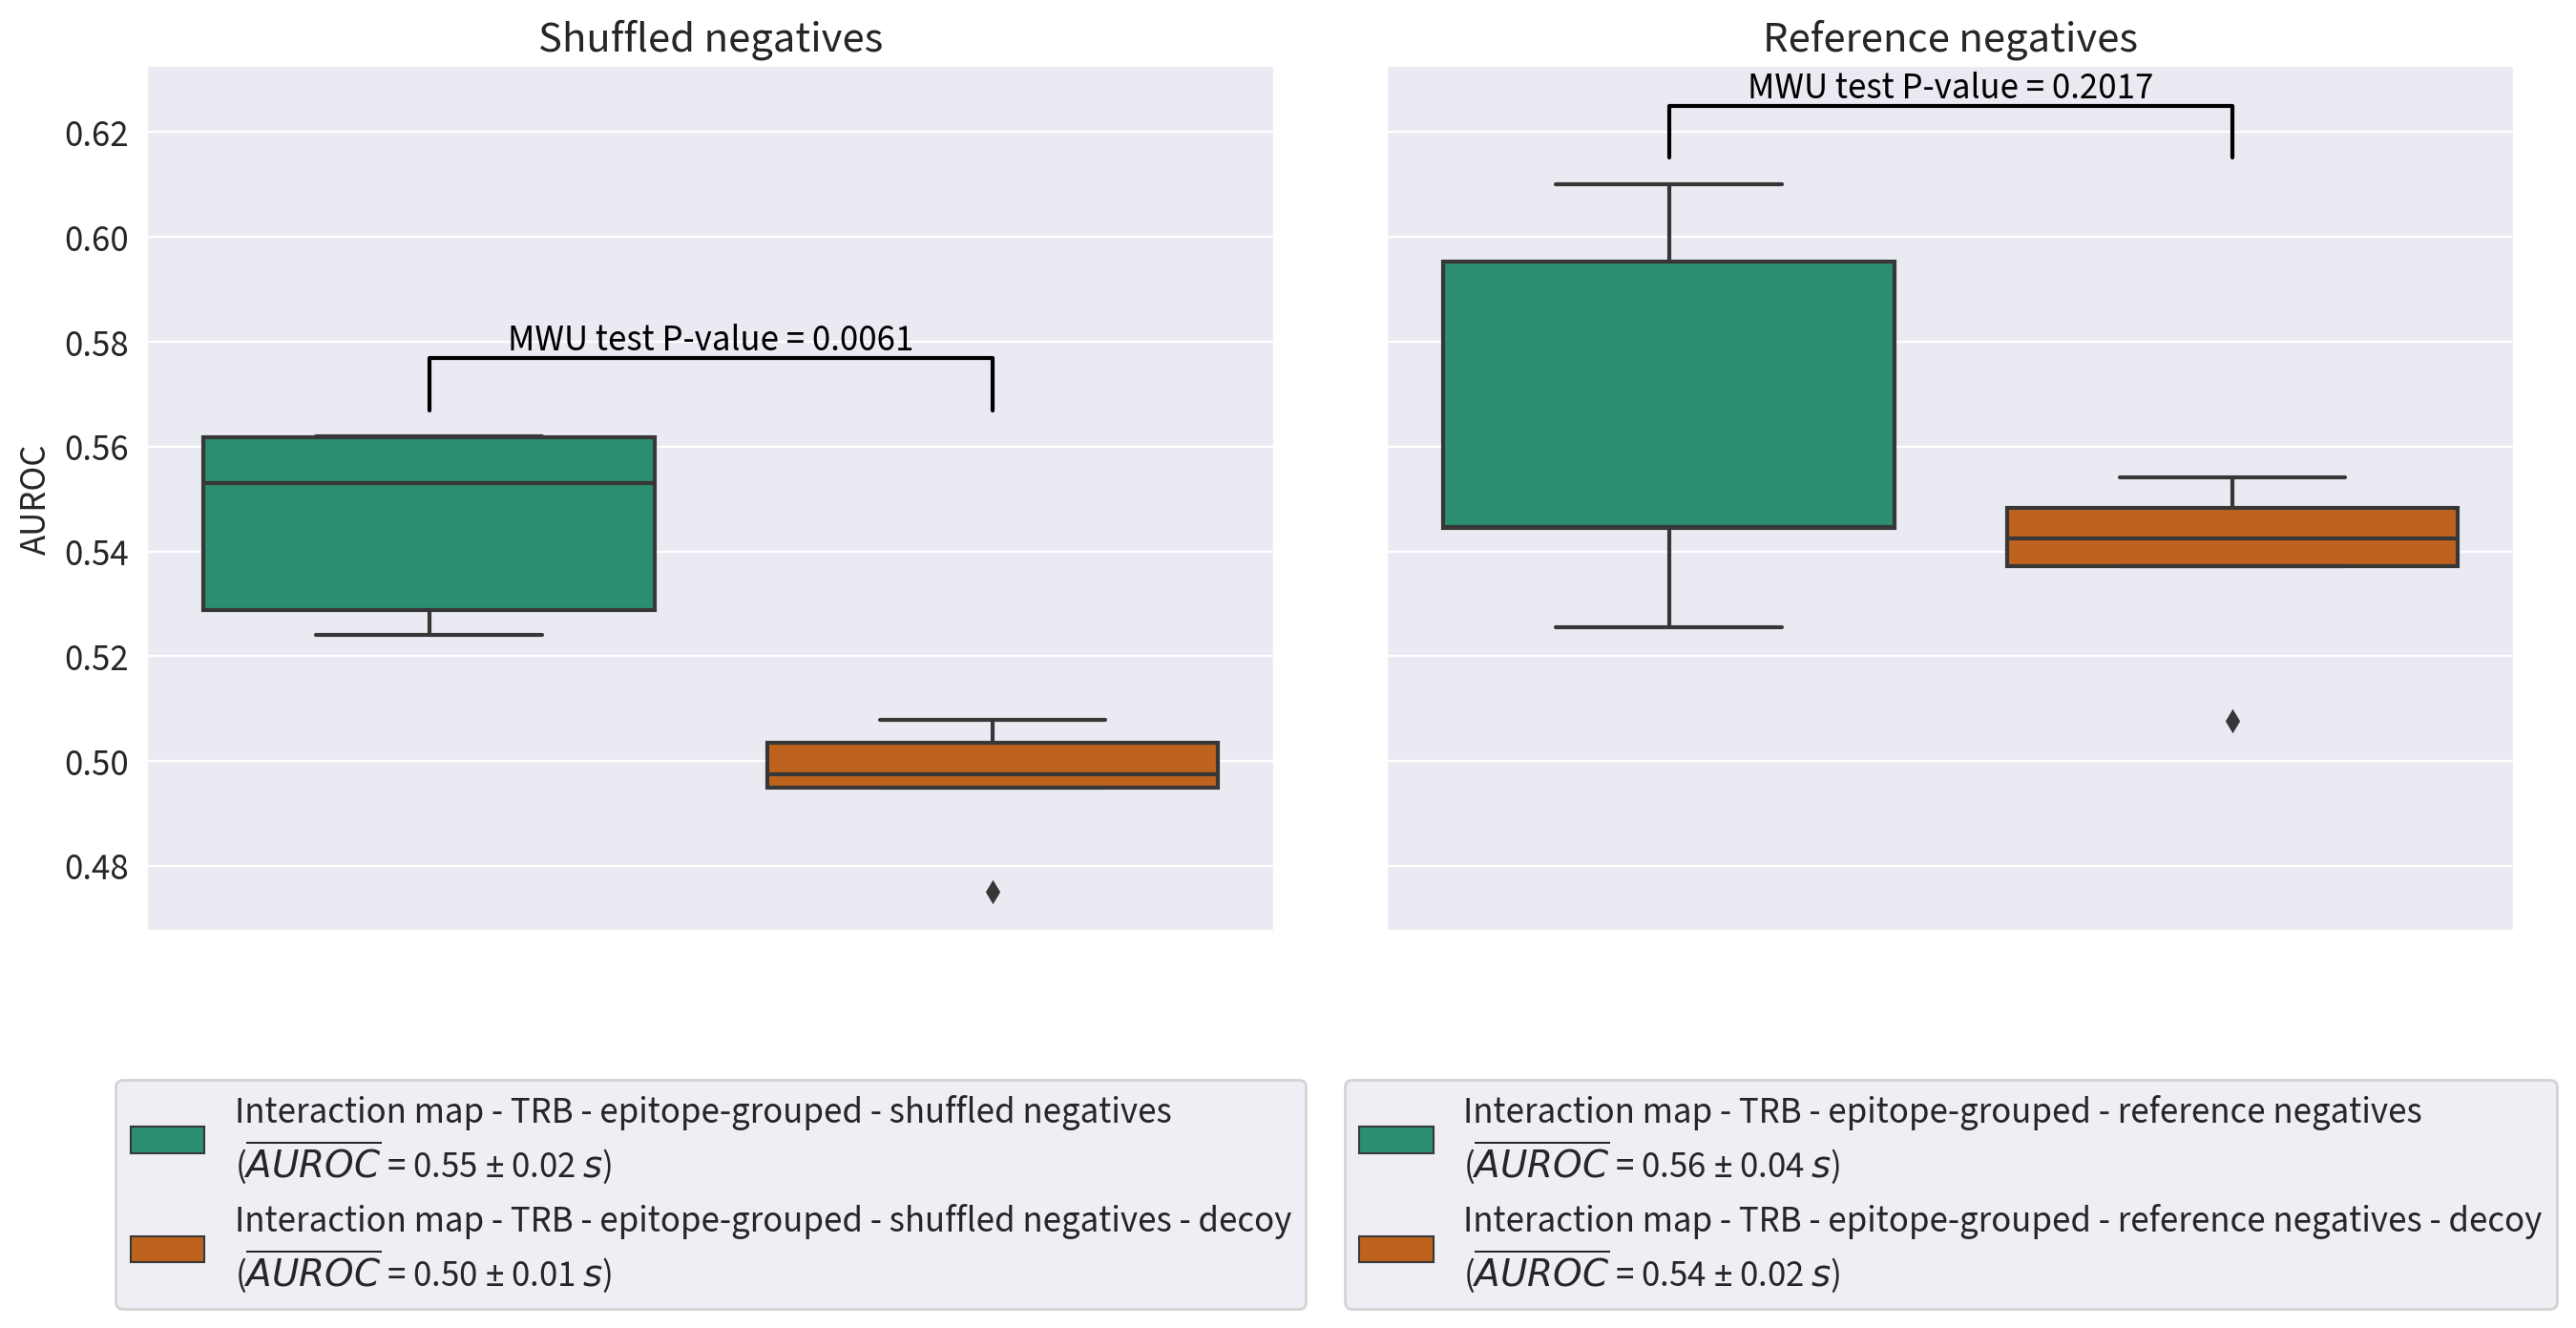 Shuffled negatives
Reference negatives
MWU test P-value = 0.2017
MWU test P-value = 0.0061
AUROC
0.62
0.60
0.58
0.56
0.54
0.52
0.50
0.48
Interaction map - TRB - epitope-grouped - shuffled negatives
(AUROC = 0.55 ± 0.02 s)
Interaction map - TRB - epitope-grouped - shuffled negatives - decoy
(AUROC = 0.50 ± 0.01 s)
Interaction map - TRB - epitope-grouped - reference negatives
(AUROC = 0.56 ± 0.04 s)
Interaction map - TRB - epitope-grouped - reference negatives - decoy
(AUROC = 0.54 ± 0.02 s)